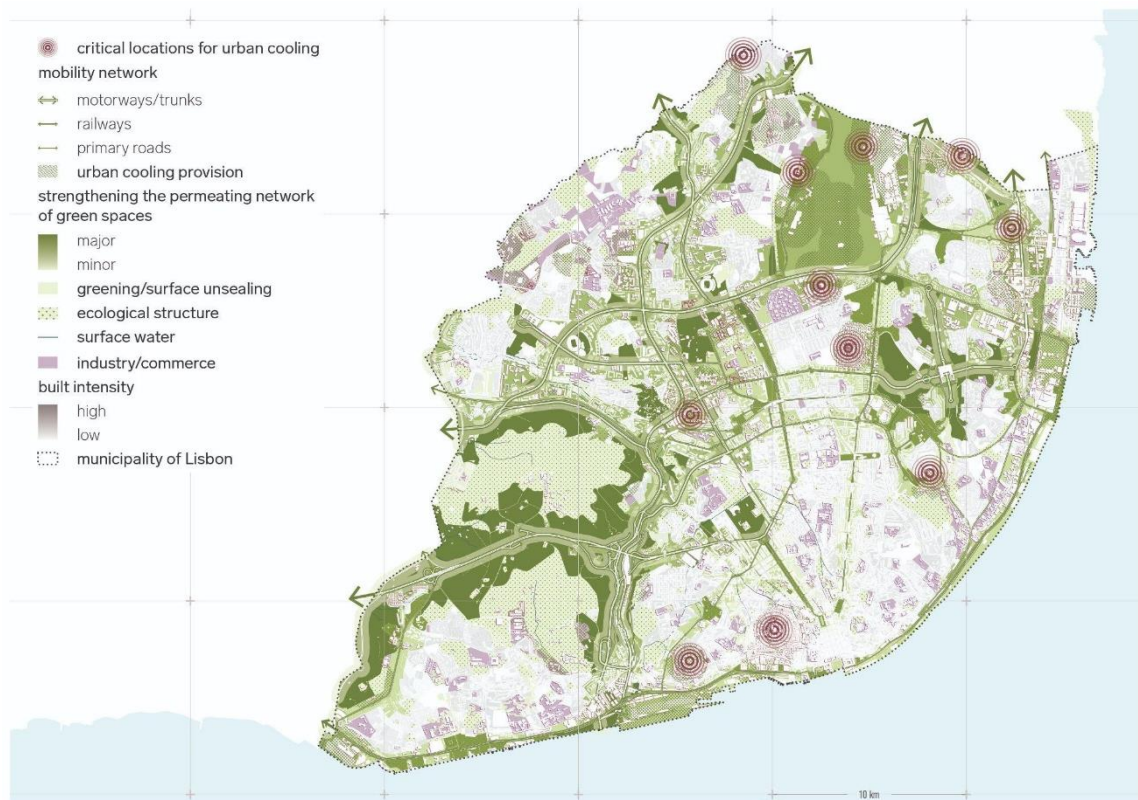 critical locations for urban cooling
mobility network
motorways/trunks
railways
primary roads
urban cooling provision
strengthening the permeating network
of green spaces
major
minor
greening/surface unsealing
ecological structure
surface water
industry/commerce
built intensity
high
low
municipality of Lisbon
10 km